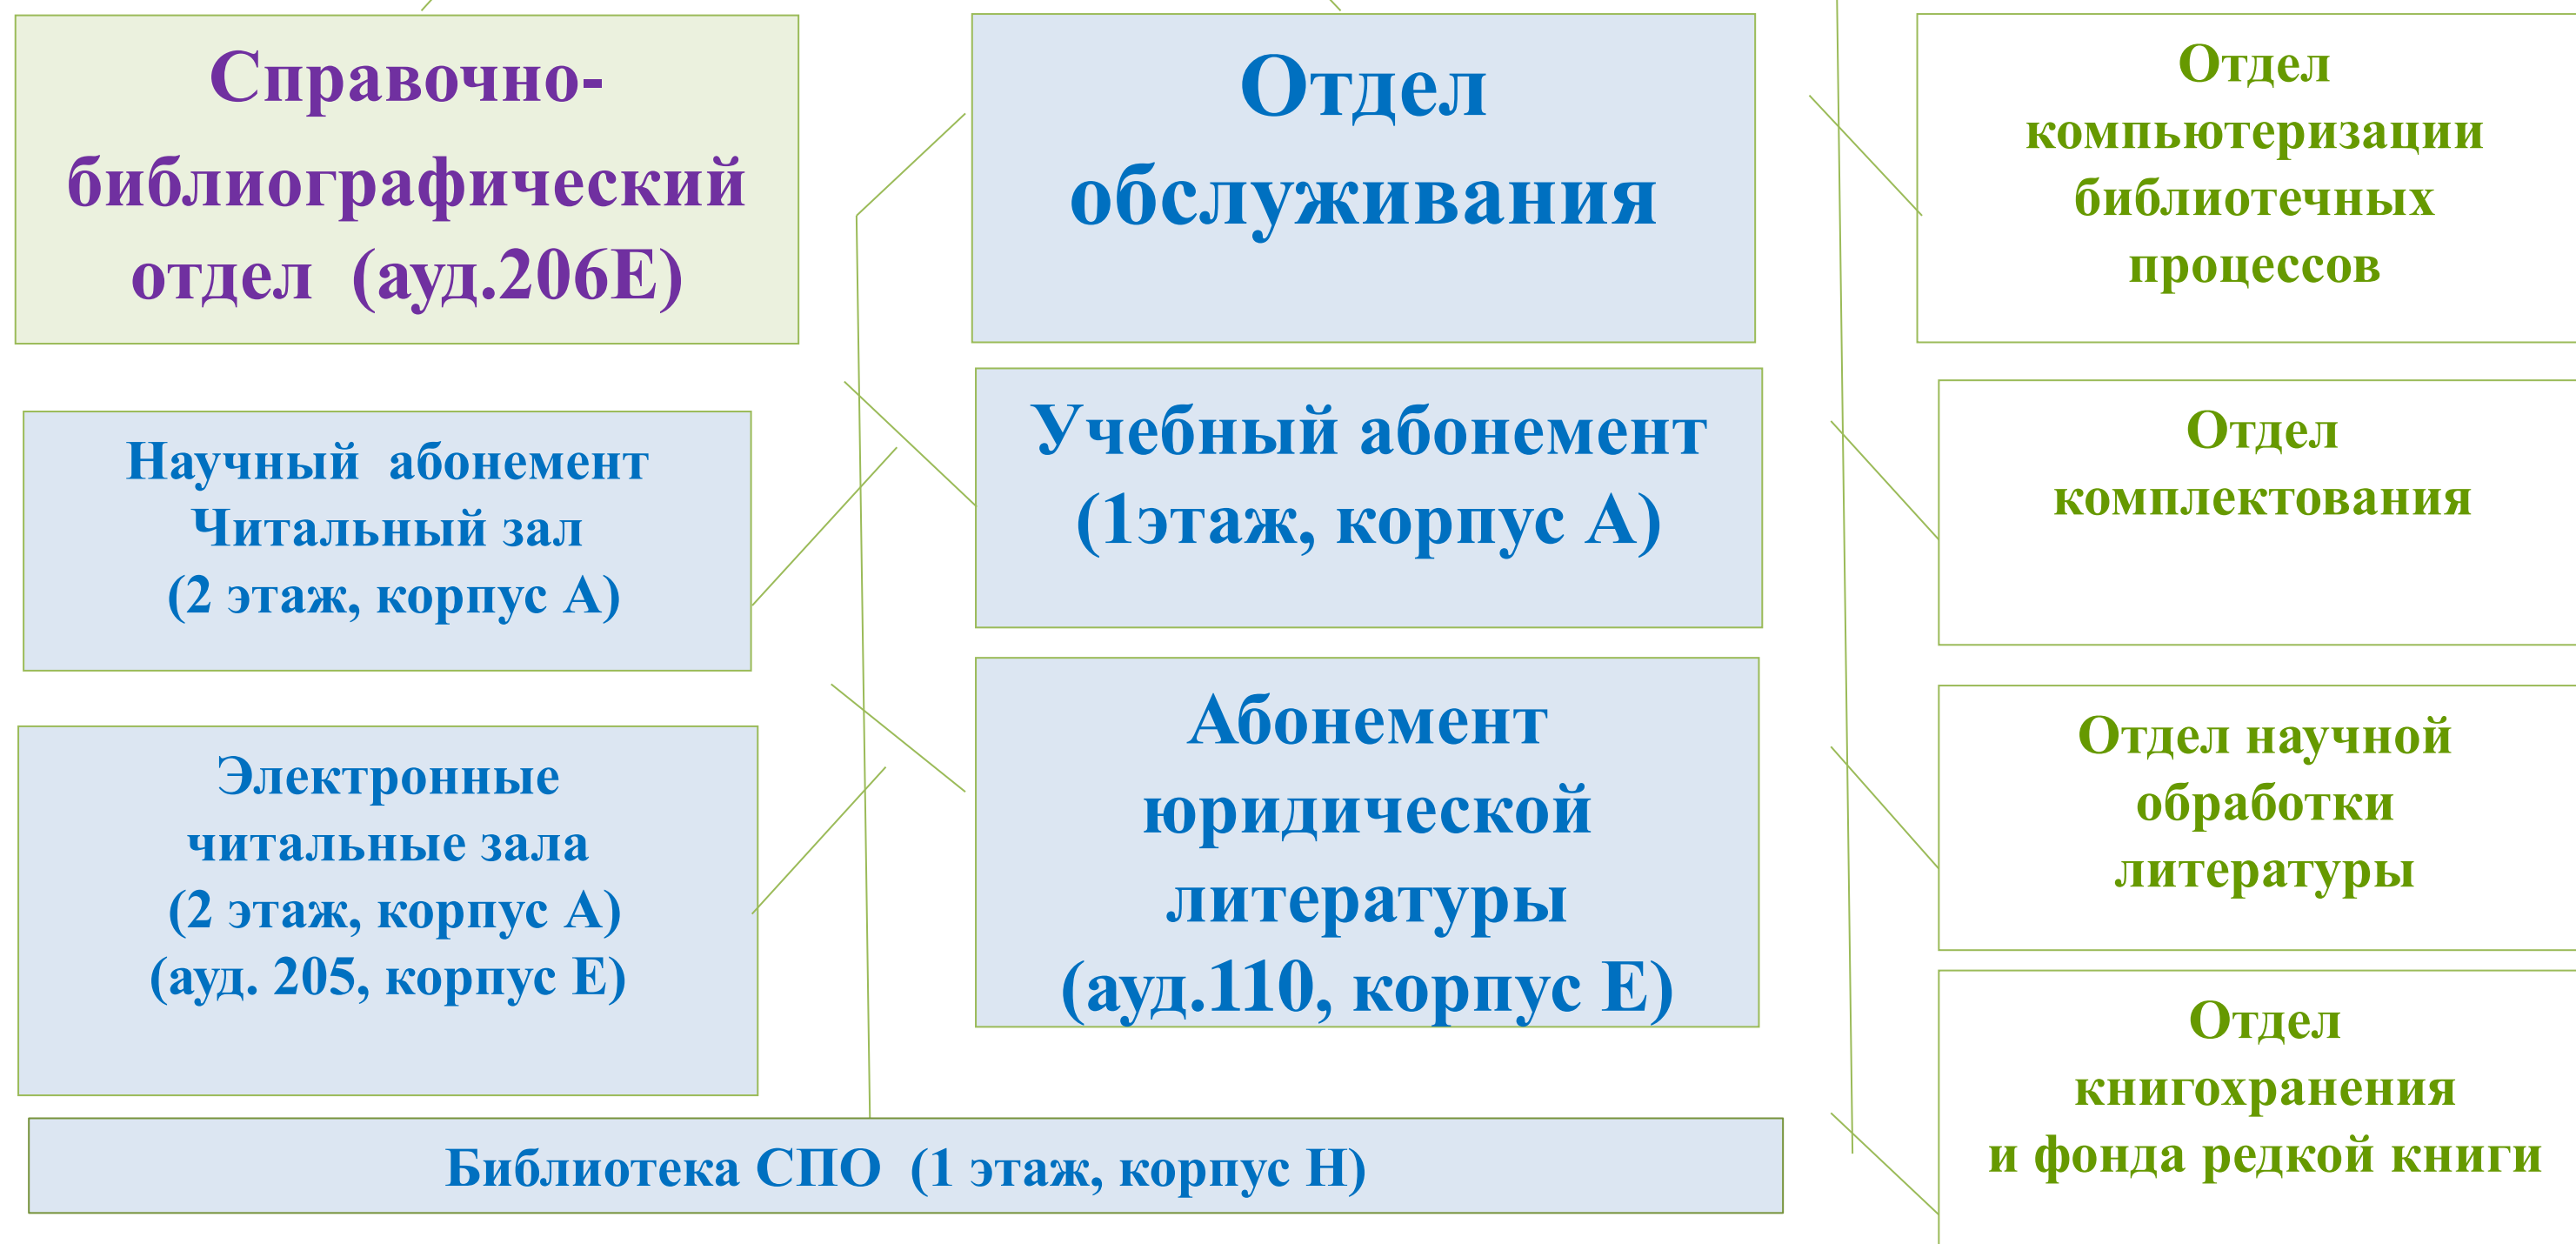 Справочно-
библиографический
отдел  (ауд.206Е)
Отдел
обслуживания
Отдел
компьютеризации
библиотечных
процессов
Научный  абонемент
Читальный зал
(2 этаж, корпус А)
Учебный абонемент
(1этаж, корпус А)
Отдел
комплектования
Электронные
читальные зала
(2 этаж, корпус А)
(ауд. 205, корпус Е)
Абонемент
юридической
литературы
(ауд.110, корпус Е)
Отдел научной
обработки
литературы
Отдел
книгохранения
и фонда редкой книги
Библиотека СПО  (1 этаж, корпус Н)